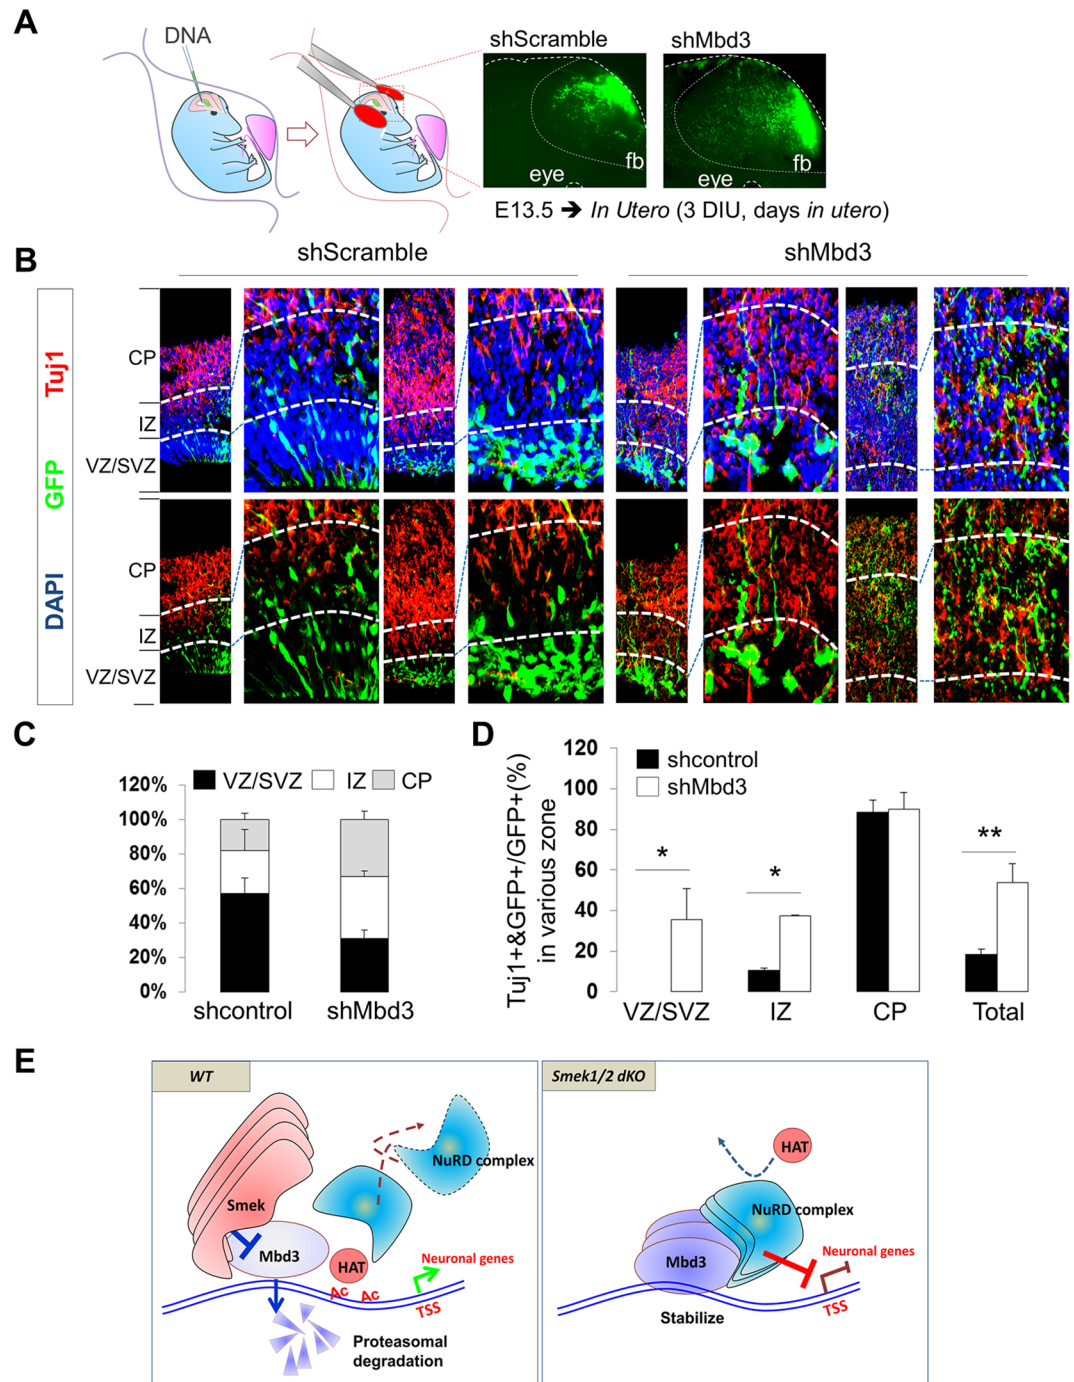 A
DNA
shScramble
shMbd3
eye
fb
eye
fb
E13.5 ➔ In Utero (3 DIU, days in utero)
B
shScramble
shMbd3
DAPI GFP Tuj1
CP
IZ
VZ/SVZ
CP
IZ
VZ/SVZ
C
VZ/SVZ IZ CP
120%
100%
80%
60%
40%
20%
0%
shcontrol shMbd3
D
Tuj1+&GFP+/GFP+(%)
in various zone
120
100
80
60
40
20
0
shcontrol
shMbd3
*
*
**
VZ/SVZ IZ CP Total
E
WT
Smek
Mbd3
HAT
NuRD complex
Neuronal genes
Ac Ac
TSS
Proteasomal
degradation
Smek1/2 dKO
HAT
NuRD complex
Mbd3
Neuronal genes
TSS
Stabilize